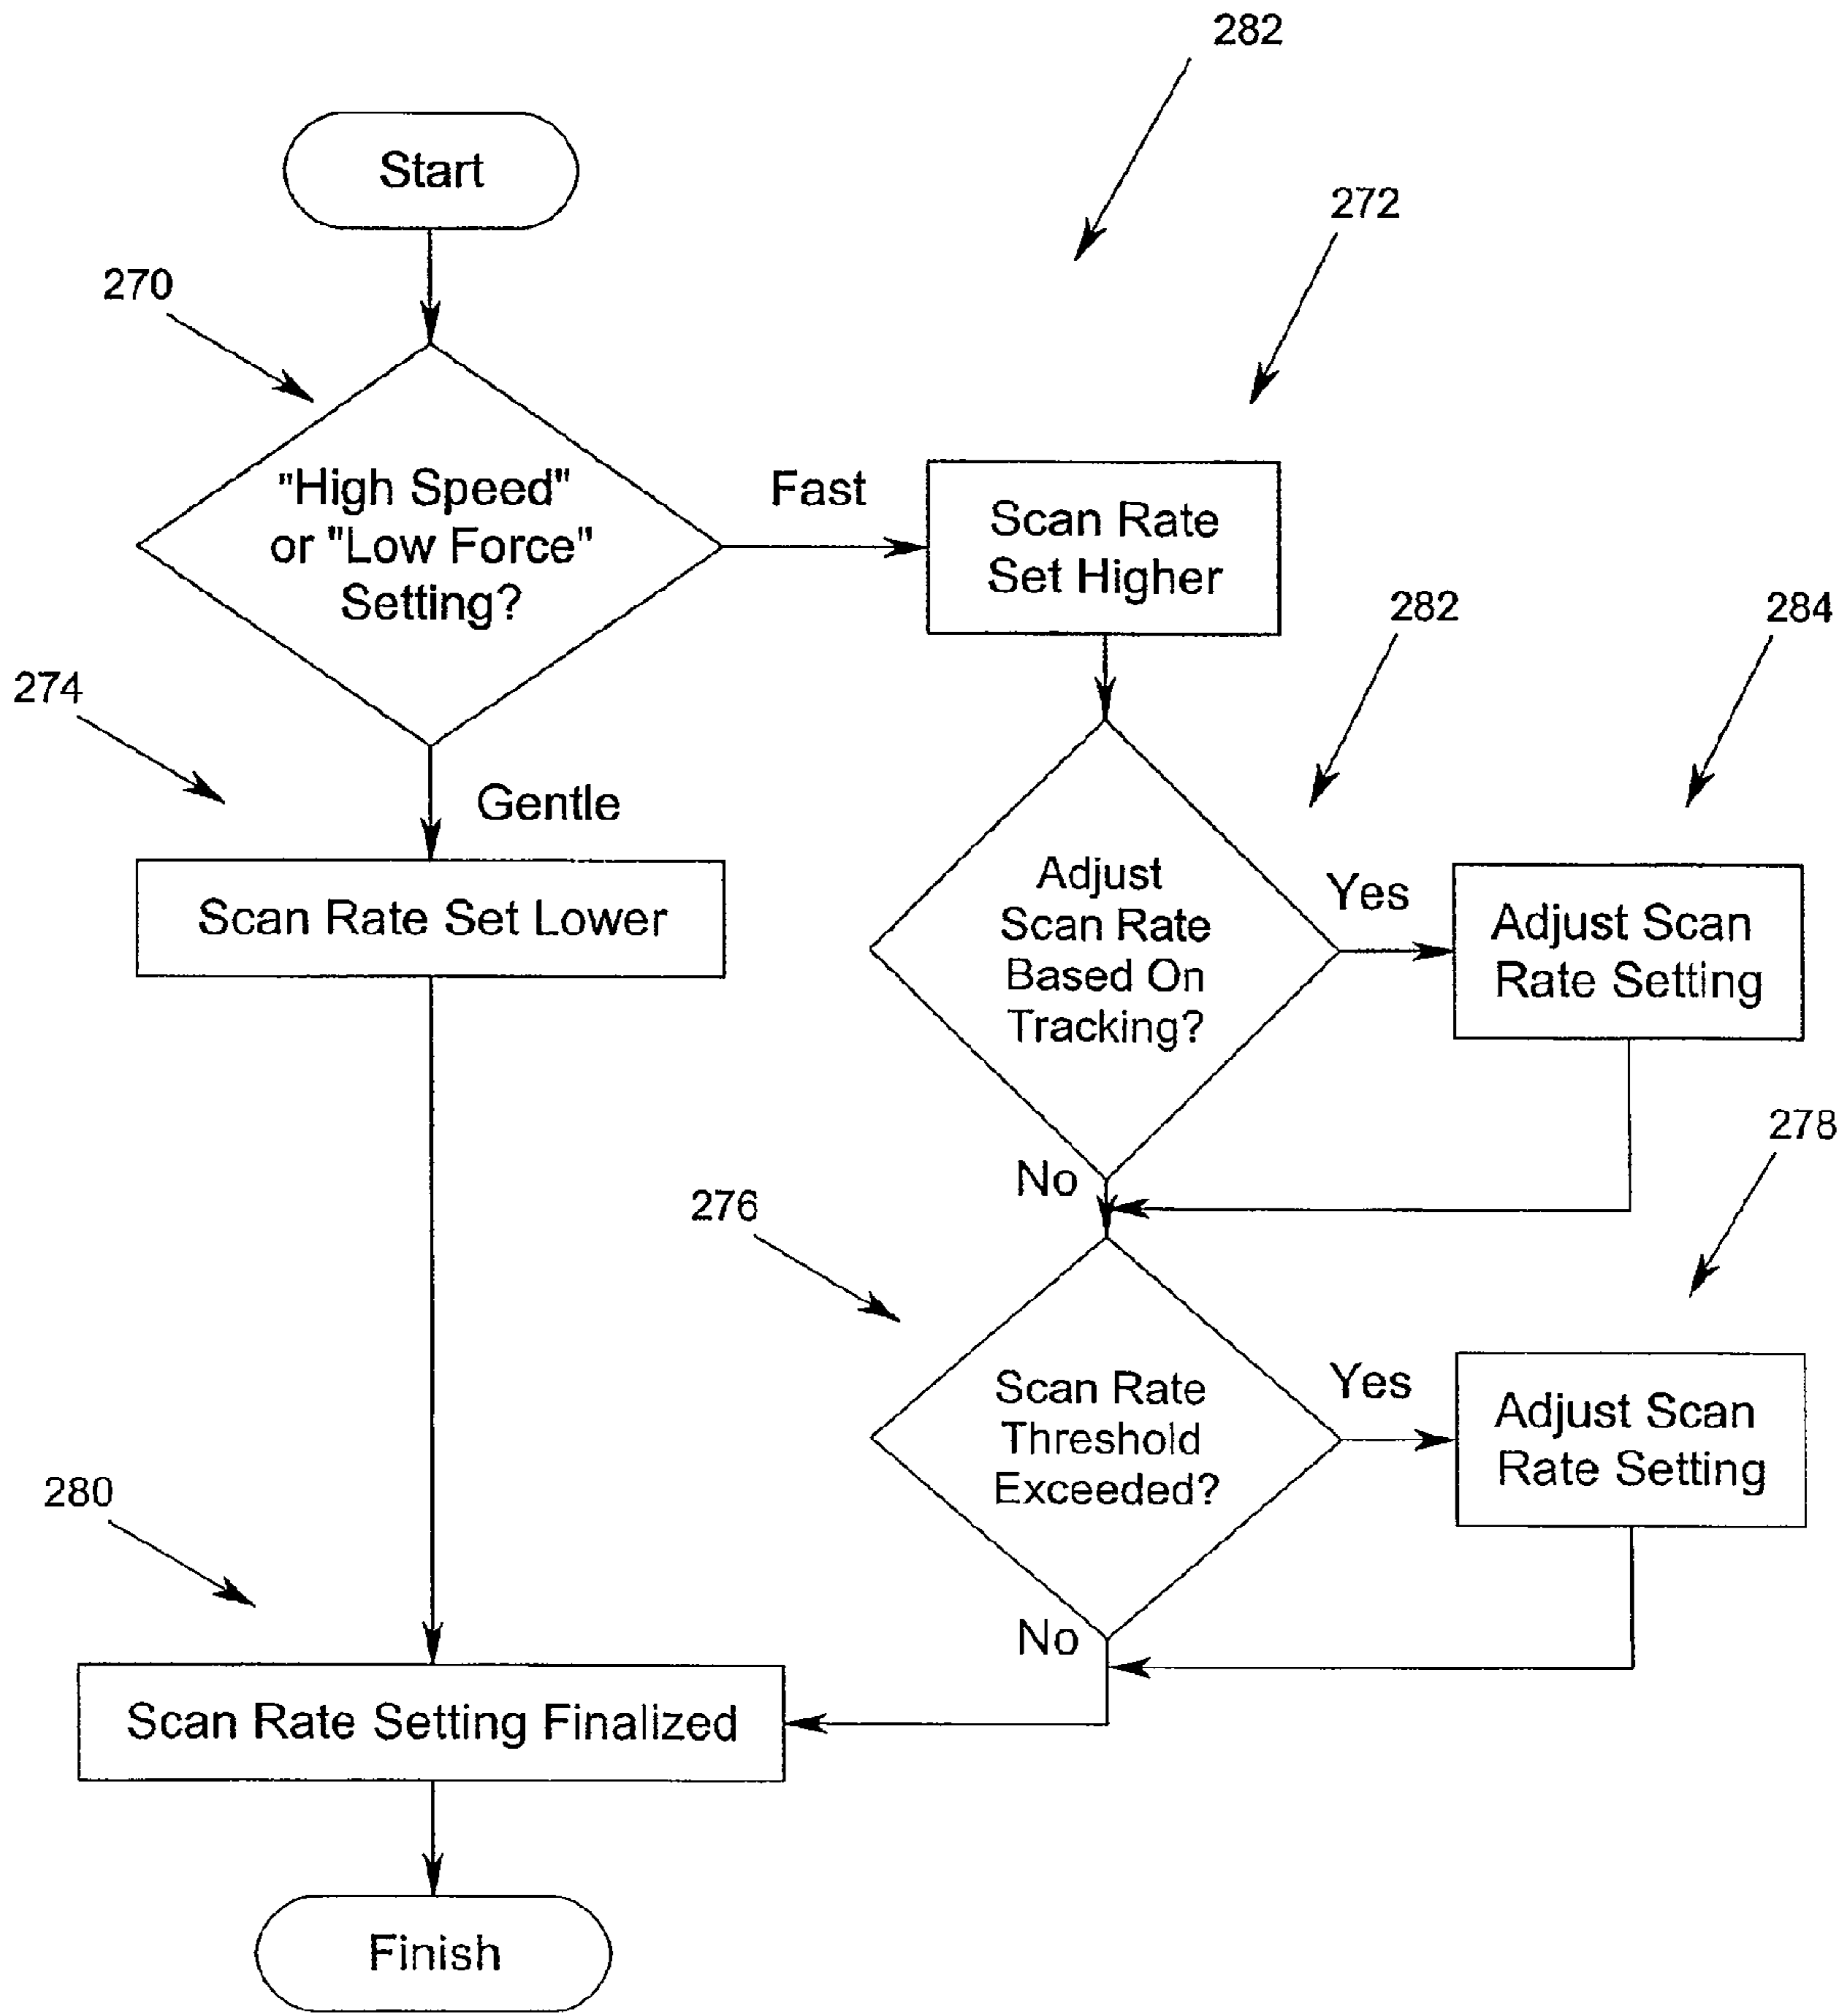 282
Start
272
270
"High Speed"
or "Low Force"
Setting?
Fast
Scan Rate
Set Higher
282
284
274
Gentle
Scan Rate Set Lower
Adjust
Scan Rate
Based On
Tracking?
Yes
Adjust Scan
Rate Setting
No
278
276
Scan Rate
Threshold
Exceeded?
Yes
Adjust Scan
Rate Setting
280
No
Scan Rate Setting Finalized
Finish